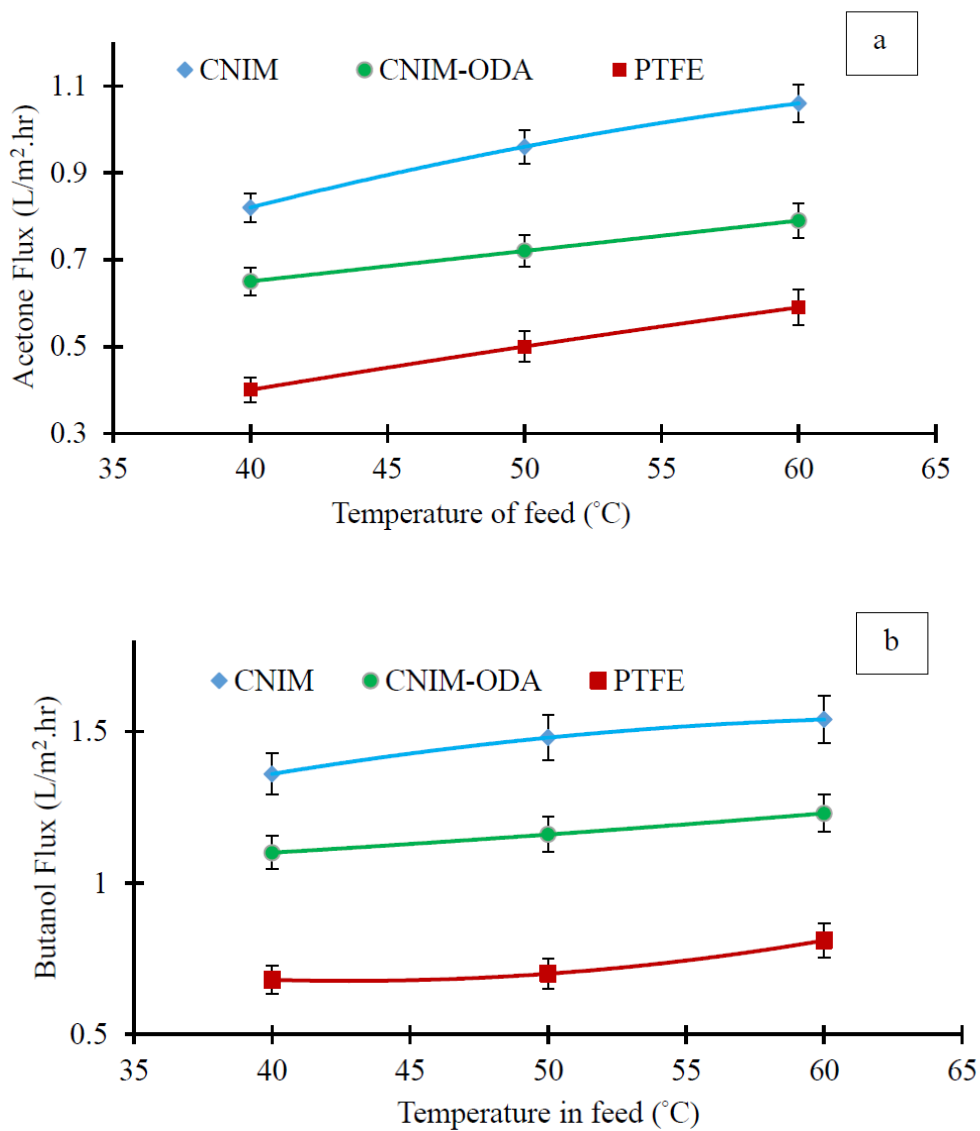 a
CNIM CNIM-ODA PTFE
Acetone Flux (L/m².hr)
1.1
0.9
0.7
0.5
0.3
35 40 45 50 55 60 65
Temperature of feed (˚C)
b
CNIM CNIM-ODA PTFE
Butanol Flux (L/m².hr)
1.5
1
0.5
35 40 45 50 55 60 65
Temperature in feed (˚C)